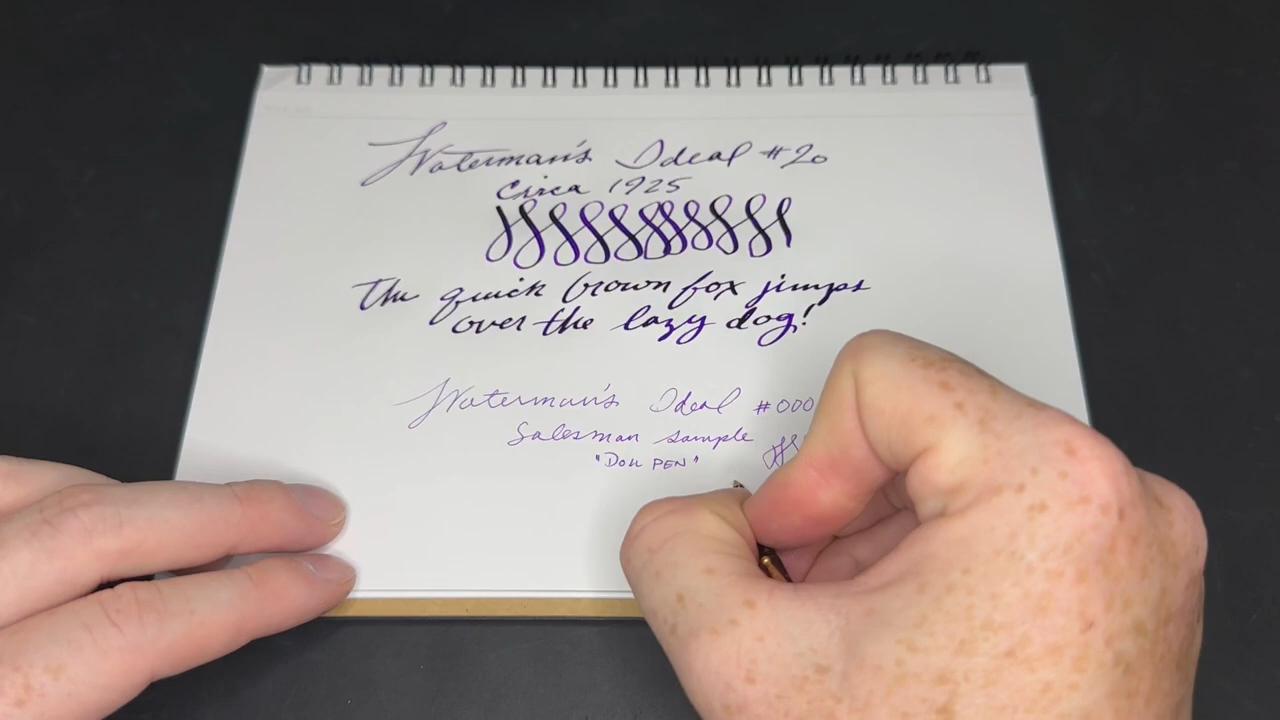 Waterman's Ideal #20
Circa 1925
The quick brown fox jumps
over the lazy dog!
Waterman's Ideal #000
Salesman sample
"Doll PEN"